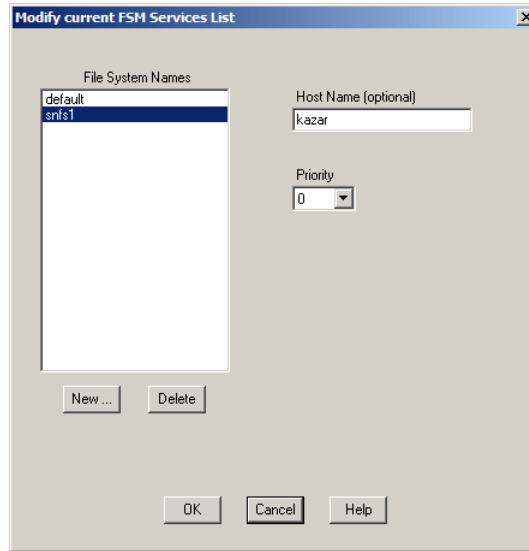 Modify current FSM Services List
File System Names
default
snfs1
Host Name (optional)
kazar
Priority
0
New ...
Delete
OK
Cancel
Help